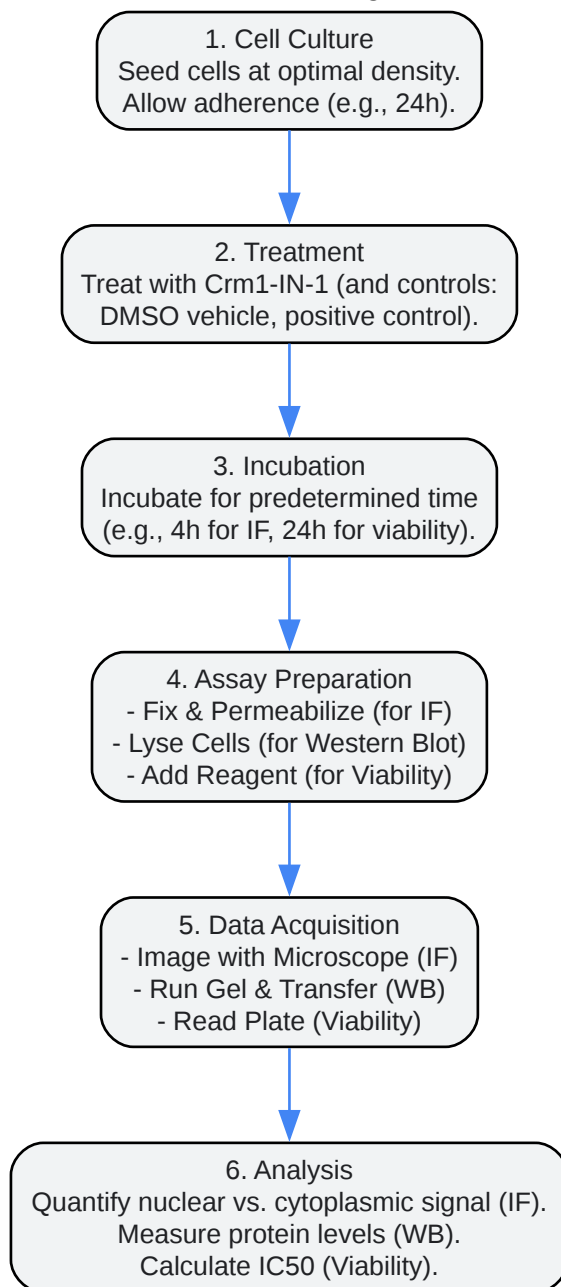 1. Cell Culture
Seed cells at optimal density.
Allow adherence (e.g., 24h).
2. Treatment
Treat with Crm1-IN-1 (and controls:
DMSO vehicle, positive control).
3. Incubation
Incubate for predetermined time
(e.g., 4h for IF, 24h for viability).
4. Assay Preparation
- Fix & Permeabilize (for IF)
- Lyse Cells (for Western Blot)
- Add Reagent (for Viability)
5. Data Acquisition
- Image with Microscope (IF)
- Run Gel & Transfer (WB)
- Read Plate (Viability)
6. Analysis
Quantify nuclear vs. cytoplasmic signal (IF).
Measure protein levels (WB).
Calculate IC50 (Viability).